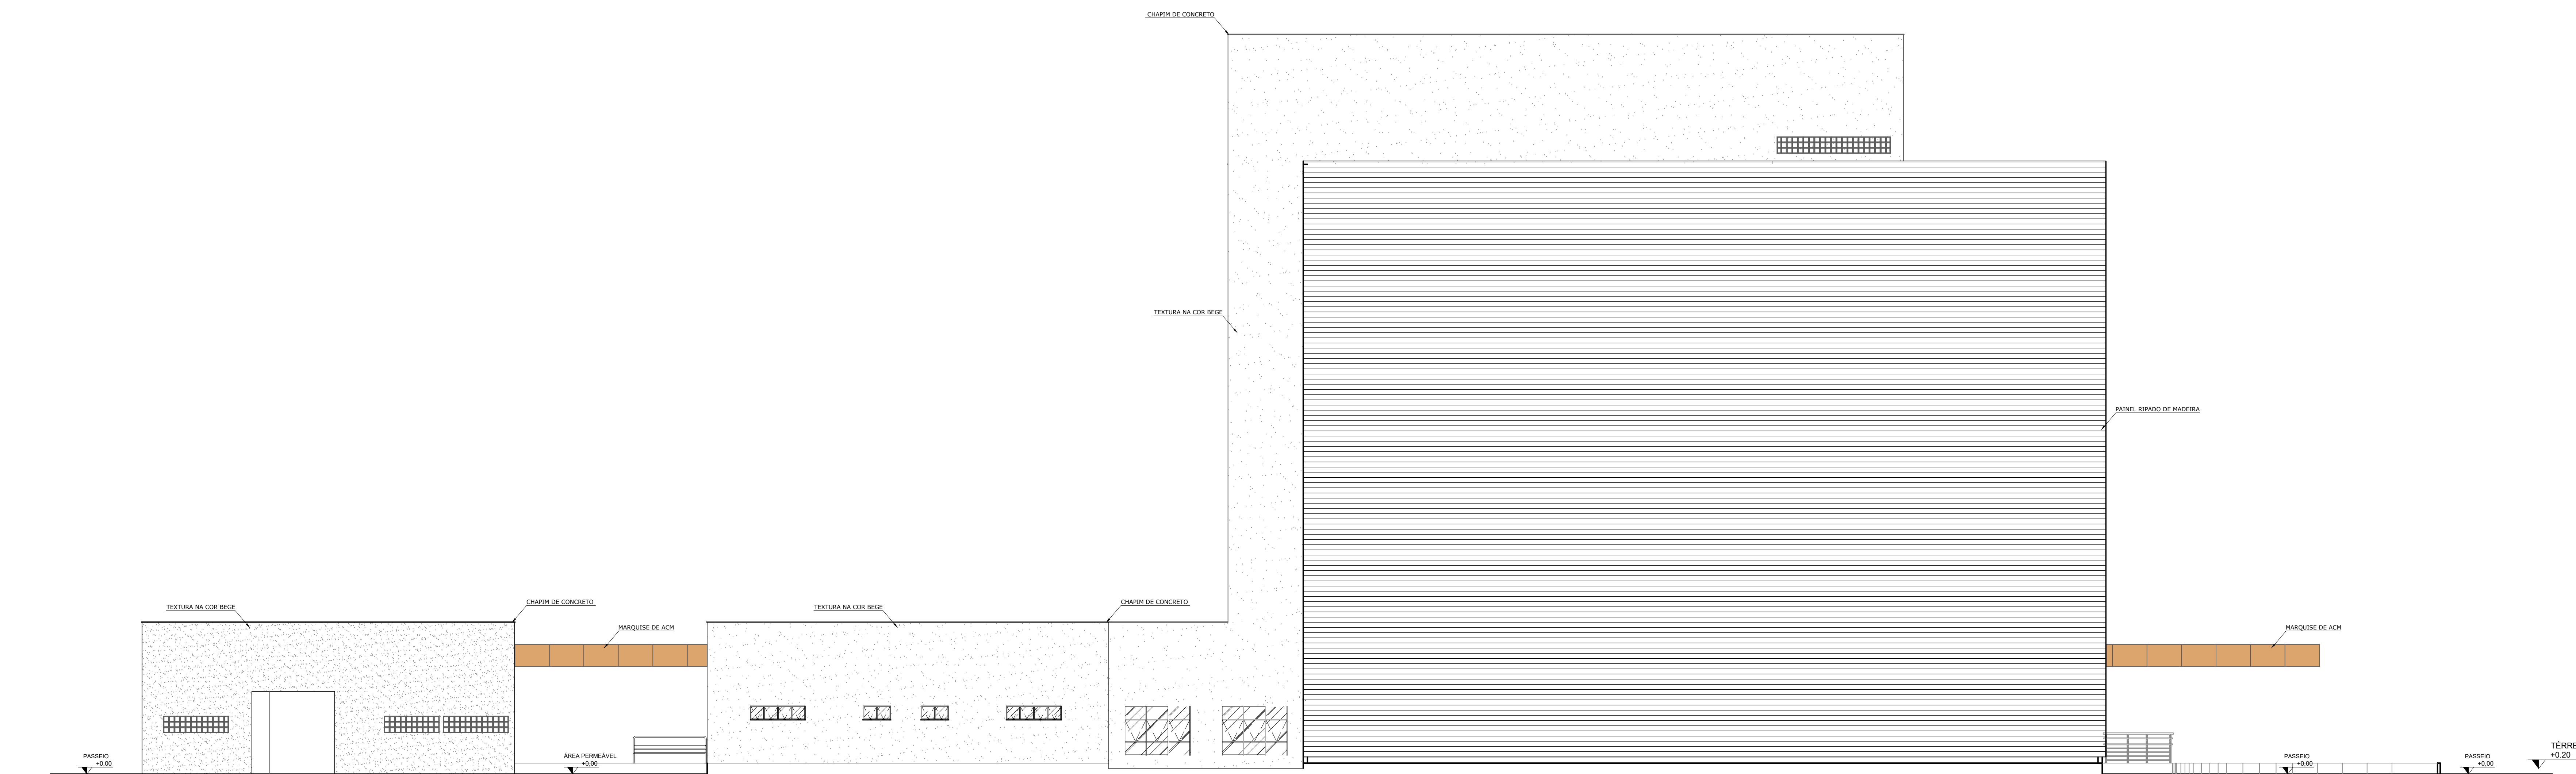 CHAPIM DE CONCRETO
TEXTURA NA COR BEGE
PAINEL RIPADO DE MADEIRA
TEXTURA NA COR BEGE
CHAPIM DE CONCRETO
TEXTURA NA COR BEGE
CHAPIM DE CONCRETO
MARQUISE DE ACM
MARQUISE DE ACM
PASSEIO
+0,00
ÁREA PERMEÁVEL
+0,00
PASSEIO
+0,00
PASSEIO
+0,00
TÉRRE
+0.20